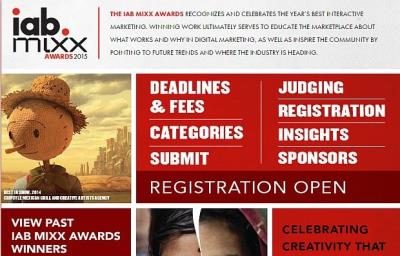 iab.
mixx
AWARDS 2015
THE IAB MIXX AWARDS RECOGNIZES AND CELEBRATES THE YEAR'S BEST INTERACTIVE
MARKETING. WINNING WORK ULTIMATELY SERVES TO EDUCATE THE MARKETPLACE ABOUT
WHAT WORKS AND WHY IN DIGITAL MARKETING, AS WELL AS INSPIRE THE COMMUNITY BY
POINTING TO FUTURE TRENDS AND WHERE THE INDUSTRY IS HEADING.
DEADLINES
& FEES
CATEGORIES
SUBMIT
JUDGING
REGISTRATION
INSIGHTS
SPONSORS
REGISTRATION OPEN
BEST IN SHOW, 2014
CHIPOTLE MEXICAN GRILL AND CREATIVE ARTISTS AGENCY
VIEW PAST
IAB MIXX AWARDS
WINNERS
CELEBRATING
CREATIVITY THAT